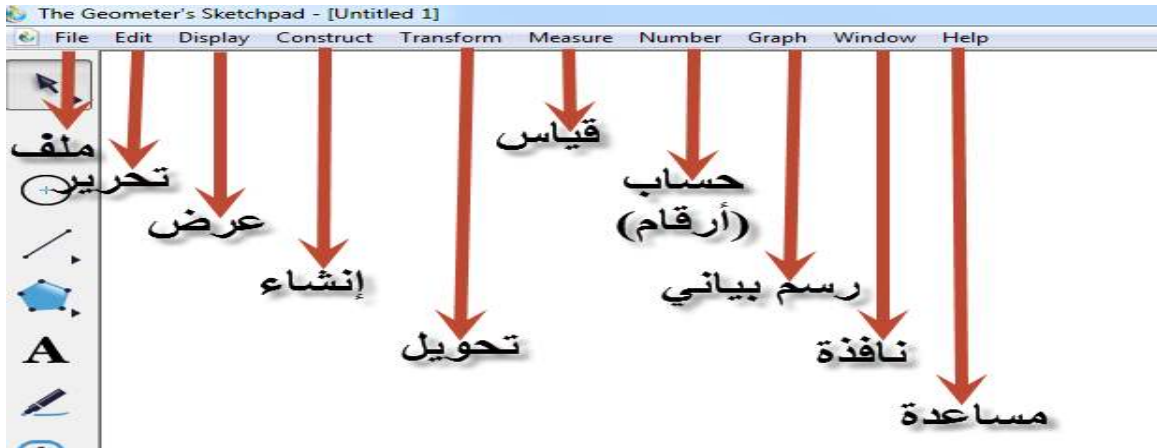 The Geometer's Sketchpad - [Untitled 1]
File Edit Display Construct Transform Measure Number Graph Window Help
ملف
تحرير
عرض
إنشاء
تحويل
قياس
حساب
(أرقام)
رسم بياني
نافذة
مساعدة
A